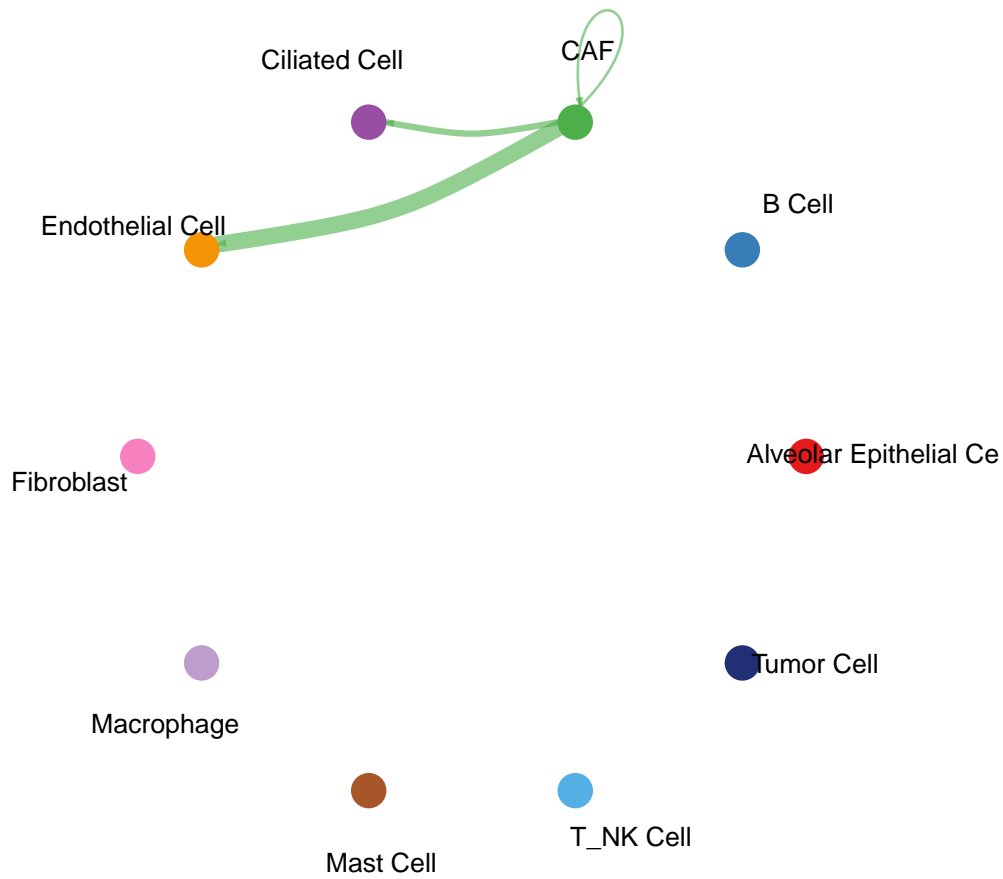 CAF
Ciliated Cell
B Cell
Endothelial Cell
Alveolar Epithelial Ce
Fibroblast
Tumor Cell
Macrophage
T_NK Cell
Mast Cell